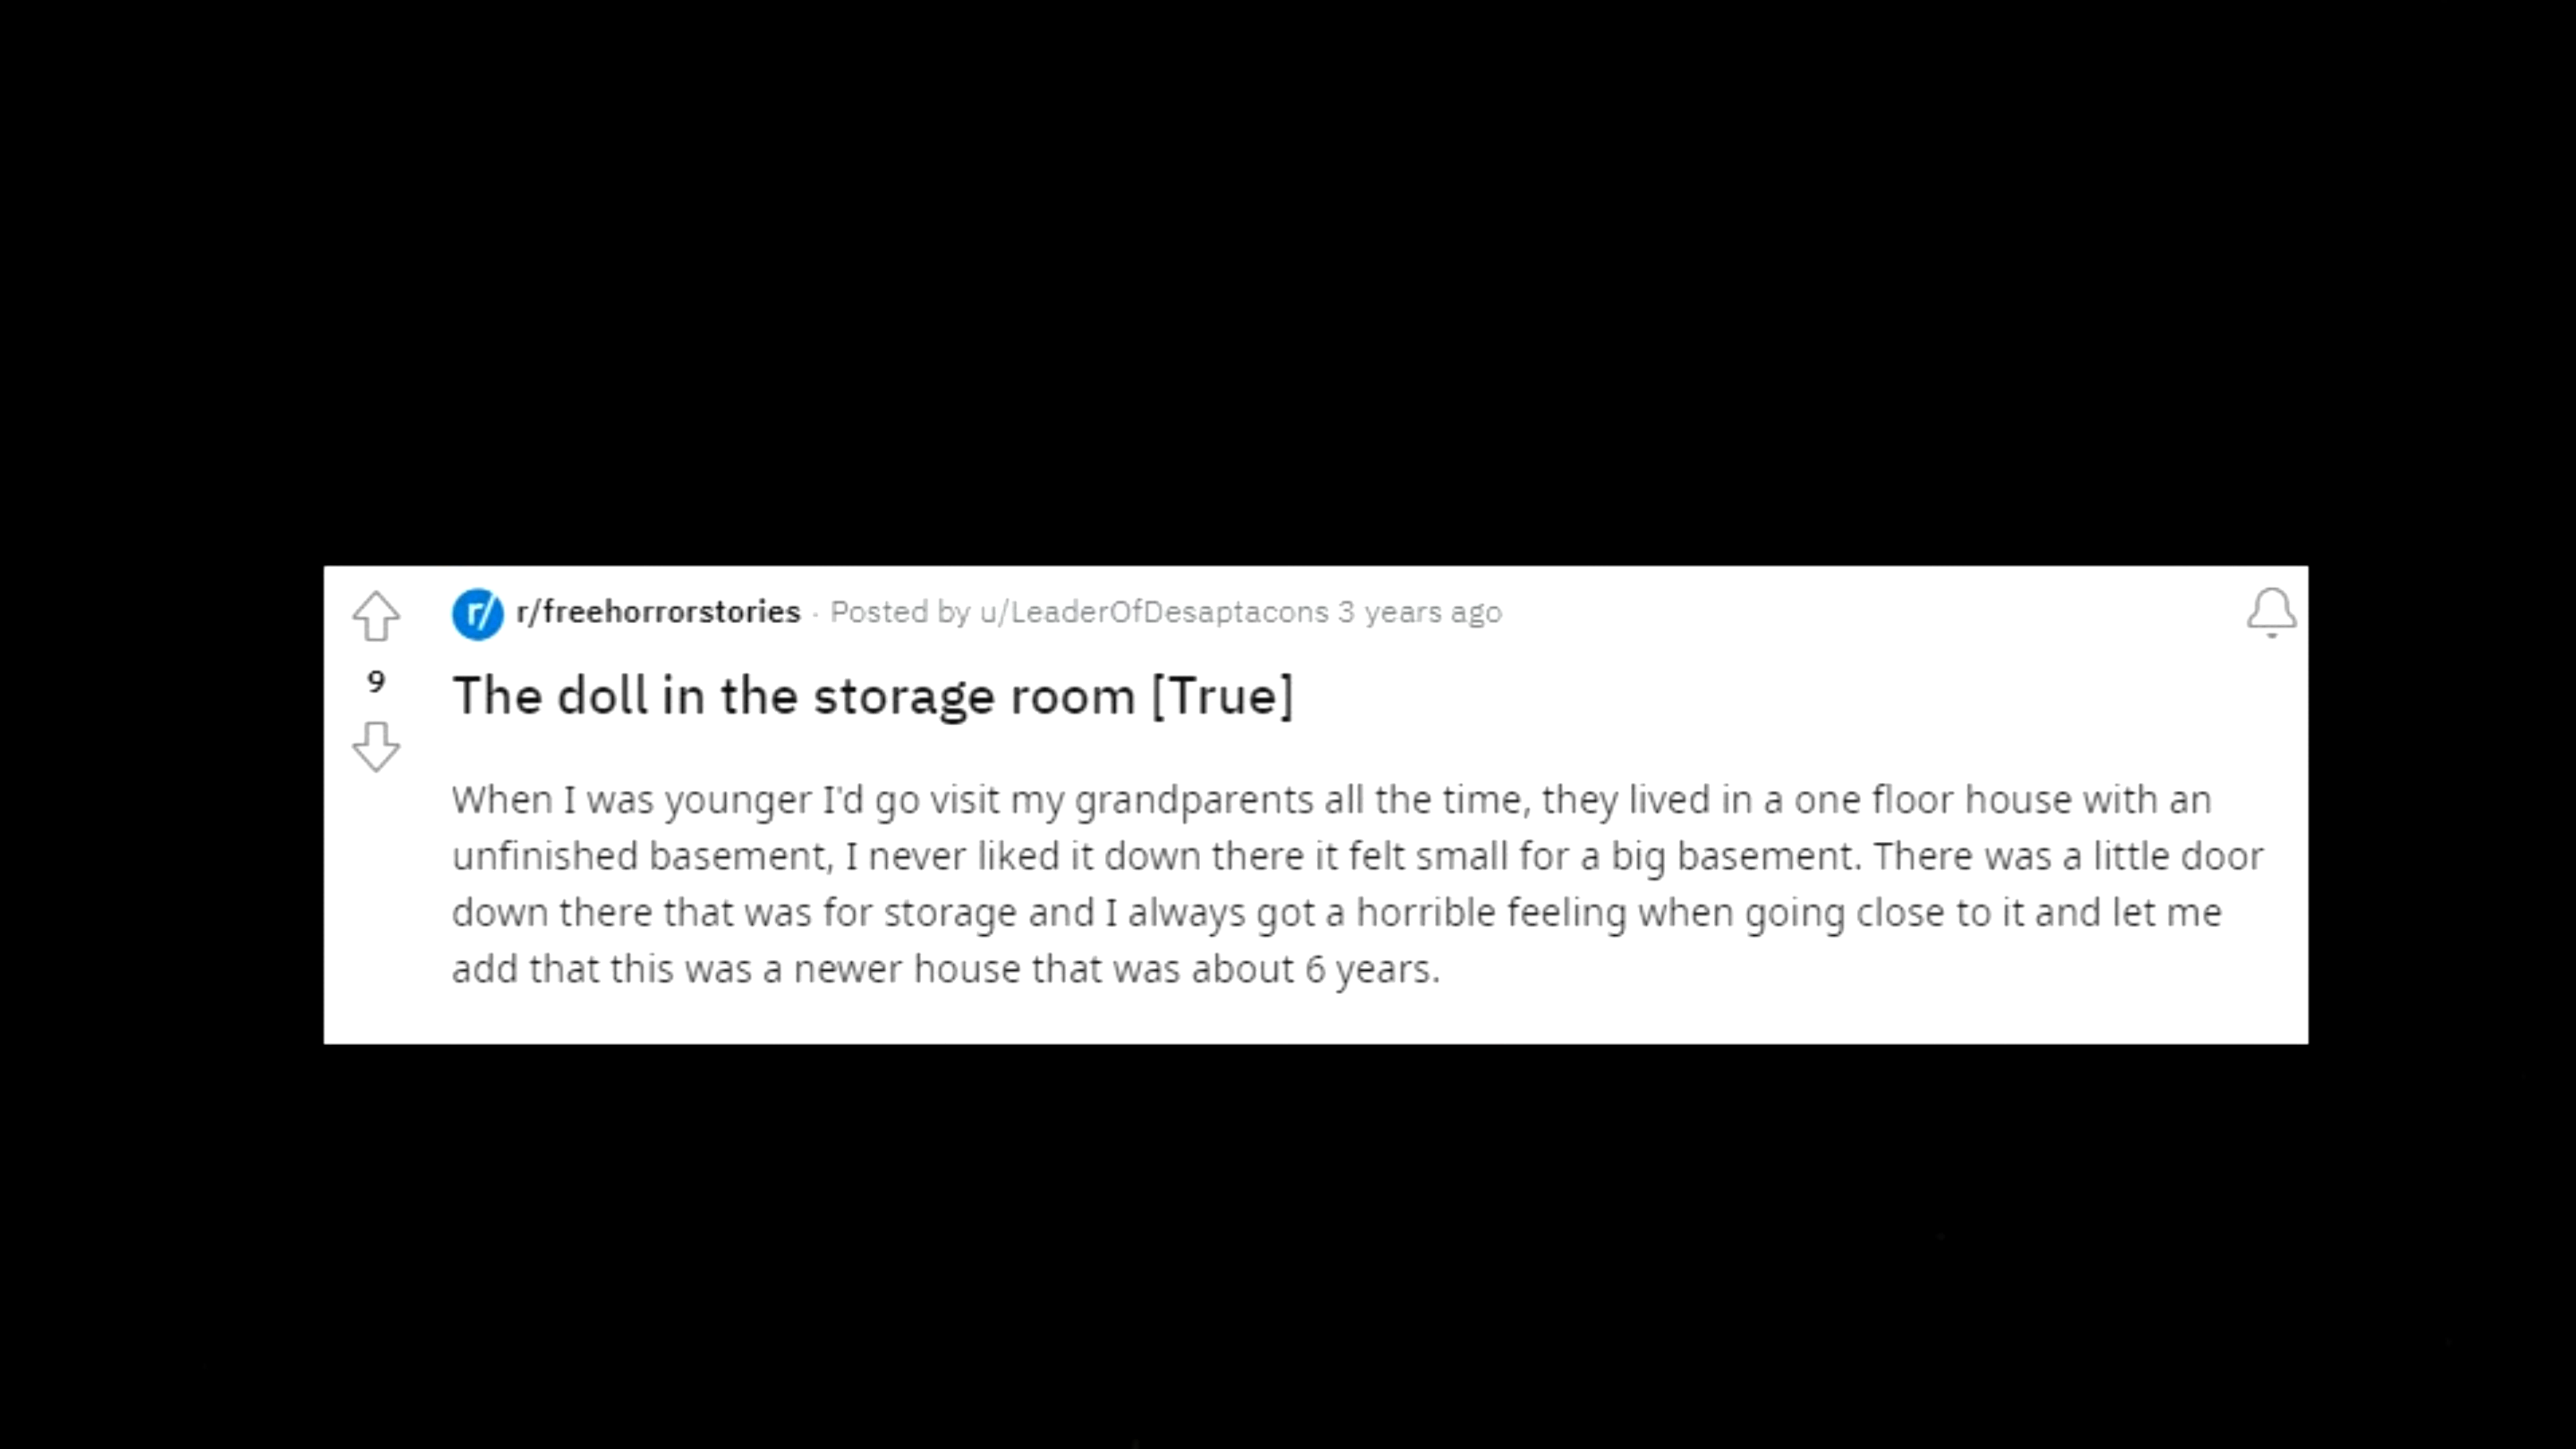 r/ r/freehorrorstories · Posted by u/LeaderOfDesaptacons 3 years ago
9
The doll in the storage room [True]
When I was younger I'd go visit my grandparents all the time, they lived in a one floor house with an
unfinished basement, I never liked it down there it felt small for a big basement. There was a little door
down there that was for storage and I always got a horrible feeling when going close to it and let me
add that this was a newer house that was about 6 years.